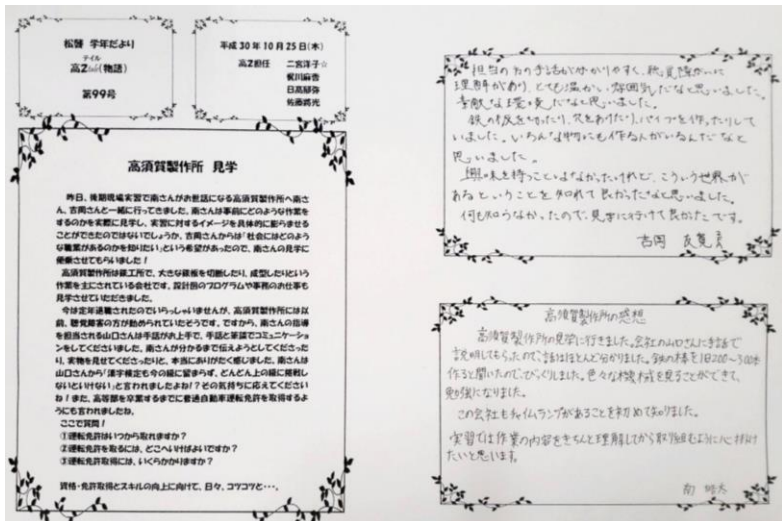 松聾 学年だより
テイル
高2Tale(物語)
第99号
平成30年10月25日(木)
高2担任 二宮洋子☆
梶川麻香
日髙郁弥
佐藤將光
高須賀製作所 見学
昨日、後期現場実習で南さんがお世話になる高須賀製作所へ南さ
ん、吉岡さんと一緒に行ってきました。南さんは事前にどのような作業を
するのかを実際に見学し、実習に対するイメージを具体的に膨らませる
ことができたのではないでしょうか。吉岡さんからは「社会にはどのよう
な職業があるのかを知りたい」という希望があったので、南さんの見学に
便乗させてもらいました！
高須賀製作所は鉄工所で、大きな鉄板を切断したり、成型したりという
作業を主にされている会社です。設計図のプログラムや事務のお仕事も
見学させていただきました。
今は定年退職されたのでいらっしゃいませんが、高須賀製作所には以
前、聴覚障害の方が勤められていたそうです。ですから、南さんの指導
を担当される山口さんは手話がお上手で、手話と筆談でコミュニケーショ
ンをしてくださいました。南さんが分かるまで伝えようとしてくださった
り、実物を見せてくださったりと、本当にありがたく感じました。南さんは
山口さんから「漢字検定も今の級に留まらず、どんどん上の級に挑戦し
ないといけない」と言われましたよね！？その気持ちに応えてください
ね！また、高等部を卒業するまでに普通自動車運転免許を取得するよ
うにも言われましたね。
ここで質問！
①運転免許はいつから取れますか？
②運転免許を取るには、どこへいけばよいですか？
③運転免許取得には、いくらかかりますか？
資格・免許取得とスキルの向上に向けて、日々、コツコツと・・・。
担当の方の手話が分かりやすく、聴覚障がいに
理解があり、とても温かい雰囲気だなと思いました。
素敵な環境だなと思いました。
鉄の板を切ったり、穴をあけたり、パイプを作ったりして
いました。いろんな物にも作る人がいるんだなと
思いました。
興味を持つことはなかったけれど、こういう世界が
あるということを知れて良かったなと思いました。
何も知らなかったので、見学に行けて良かったです。
吉岡
高須賀製作所の感想
高須賀製作所の見学に行きました。会社の山口さんに手話で
説明してもらったので、話はほとんど分かりました。鉄の棒を1日200〜300本
作ると聞いたので、びっくりしました。色々な機械を見ることができて、
勉強になりました。
この会社もチャイムランプがあることを初めて知りました。
実習では作業の内容をきちんと理解してから取り組むように心掛け
たいと思います。
南